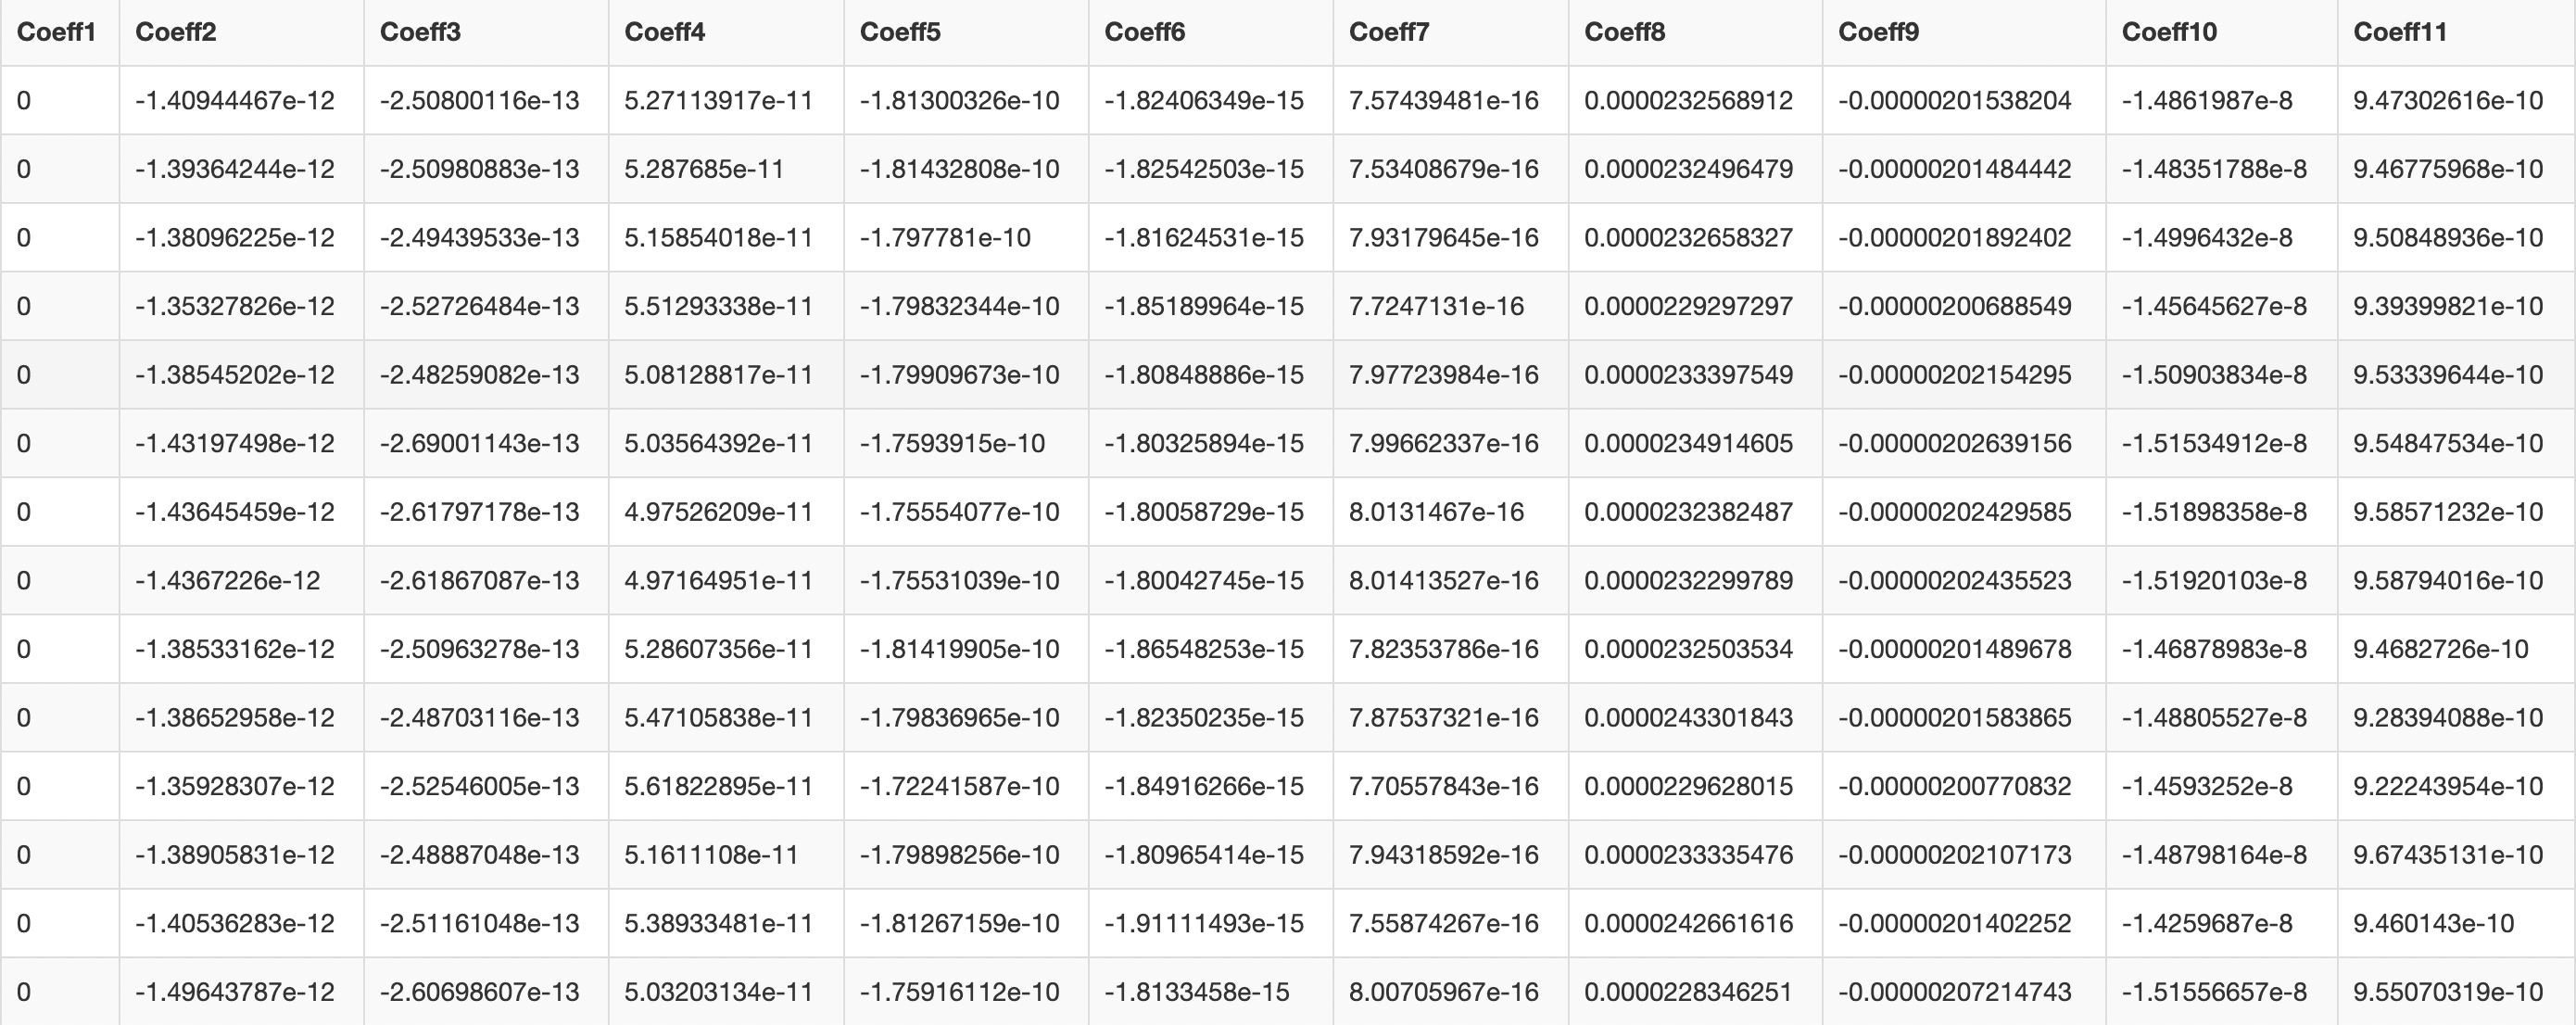 Coeff1 Coeff2 Coeff3 Coeff4 Coeff5 Coeff6 Coeff7 Coeff8 Coeff9 Coeff10 Coeff11
0 -1.40944467e-12 -2.50800116e-13 5.27113917e-11 -1.81300326e-10 -1.82406349e-15 7.57439481e-16 0.0000232568912 -0.00000201538204 -1.4861987e-8 9.47302616e-10
0 -1.39364244e-12 -2.50980883e-13 5.287685e-11 -1.81432808e-10 -1.82542503e-15 7.53408679e-16 0.0000232496479 -0.00000201484442 -1.48351788e-8 9.46775968e-10
0 -1.38096225e-12 -2.49439533e-13 5.15854018e-11 -1.797781e-10 -1.81624531e-15 7.93179645e-16 0.0000232658327 -0.00000201892402 -1.4996432e-8 9.50848936e-10
0 -1.35327826e-12 -2.52726484e-13 5.51293338e-11 -1.79832344e-10 -1.85189964e-15 7.7247131e-16 0.0000229297297 -0.00000200688549 -1.45645627e-8 9.39399821e-10
0 -1.38545202e-12 -2.48259082e-13 5.08128817e-11 -1.79909673e-10 -1.80848886e-15 7.97723984e-16 0.0000233397549 -0.00000202154295 -1.50903834e-8 9.53339644e-10
0 -1.43197498e-12 -2.69001143e-13 5.03564392e-11 -1.7593915e-10 -1.80325894e-15 7.99662337e-16 0.0000234914605 -0.00000202639156 -1.51534912e-8 9.54847534e-10
0 -1.43645459e-12 -2.61797178e-13 4.97526209e-11 -1.75554077e-10 -1.80058729e-15 8.0131467e-16 0.0000232382487 -0.00000202429585 -1.51898358e-8 9.58571232e-10
0 -1.4367226e-12 -2.61867087e-13 4.97164951e-11 -1.75531039e-10 -1.80042745e-15 8.01413527e-16 0.0000232299789 -0.00000202435523 -1.51920103e-8 9.58794016e-10
0 -1.38533162e-12 -2.50963278e-13 5.28607356e-11 -1.81419905e-10 -1.86548253e-15 7.82353786e-16 0.0000232503534 -0.00000201489678 -1.46878983e-8 9.4682726e-10
0 -1.38652958e-12 -2.48703116e-13 5.47105838e-11 -1.79836965e-10 -1.82350235e-15 7.87537321e-16 0.0000243301843 -0.00000201583865 -1.48805527e-8 9.28394088e-10
0 -1.35928307e-12 -2.52546005e-13 5.61822895e-11 -1.72241587e-10 -1.84916266e-15 7.70557843e-16 0.0000229628015 -0.00000200770832 -1.4593252e-8 9.22243954e-10
0 -1.38905831e-12 -2.48887048e-13 5.1611108e-11 -1.79898256e-10 -1.80965414e-15 7.94318592e-16 0.0000233335476 -0.00000202107173 -1.48798164e-8 9.67435131e-10
0 -1.40536283e-12 -2.51161048e-13 5.38933481e-11 -1.81267159e-10 -1.91111493e-15 7.55874267e-16 0.0000242661616 -0.00000201402252 -1.4259687e-8 9.460143e-10
0 -1.49643787e-12 -2.60698607e-13 5.03203134e-11 -1.75916112e-10 -1.8133458e-15 8.00705967e-16 0.0000228346251 -0.00000207214743 -1.51556657e-8 9.55070319e-10